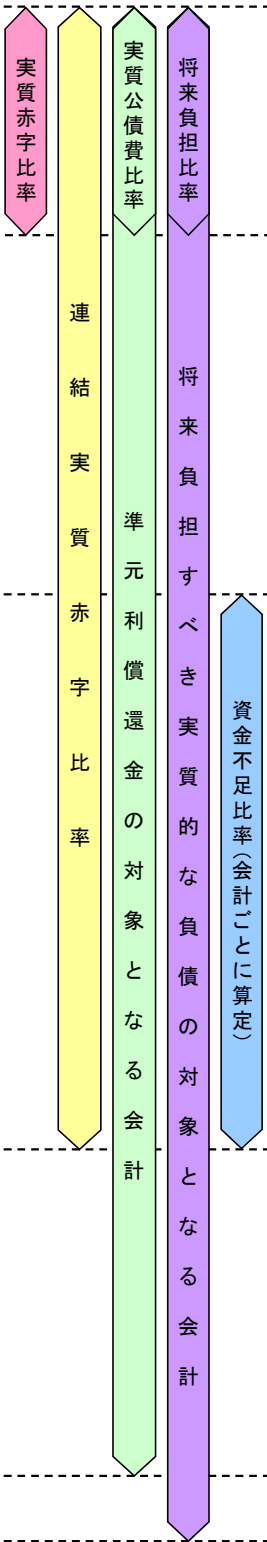 実質赤字比率
連結実質赤字比率
実質公債費比率
準元利償還金の対象となる会計
将来負担比率
将来負担すべき実質的な負債の対象となる会計
資金不足比率（会計ごとに算定）